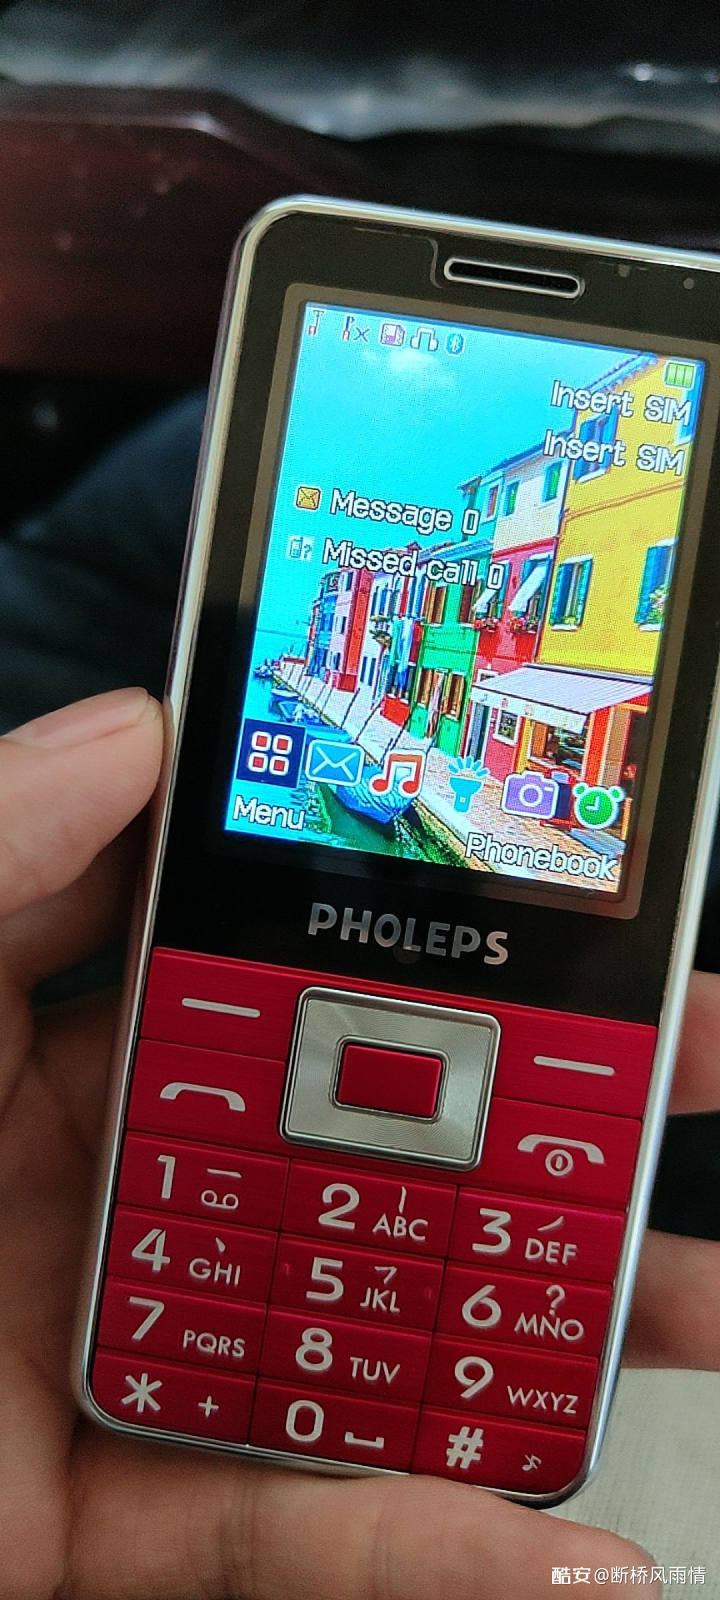 Insert SIM
Insert SIM
Message 0
Missed call 0
Menu
Phonebook
PHOLEPS
1
2 ABC
3 DEF
4 GHI
5 JKL
6 MNO
7 PQRS
8 TUV
9 WXYZ
* +
0
#
酷安@断桥风雨情